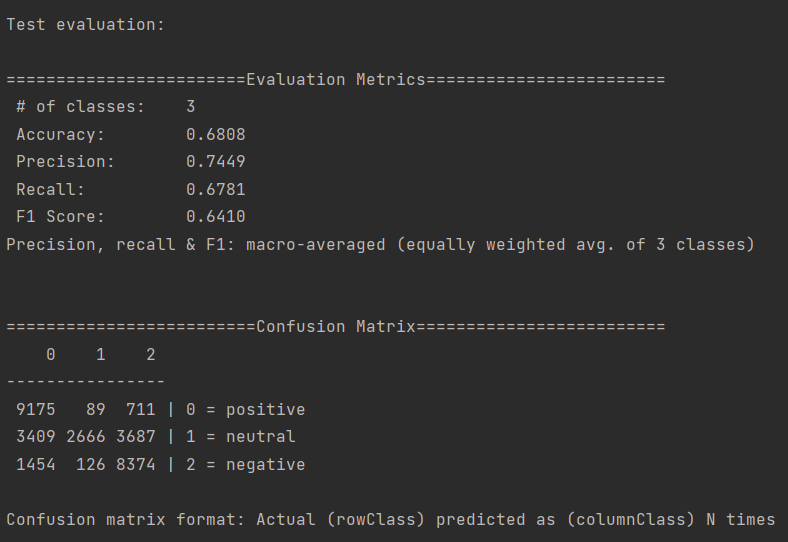 Test evaluation:
========================Evaluation Metrics========================
# of classes:    3
Accuracy:        0.6808
Precision:       0.7449
Recall:          0.6781
F1 Score:        0.6410
Precision, recall & F1: macro-averaged (equally weighted avg. of 3 classes)
=========================Confusion Matrix=========================
    0    1    2
----------------
 9175   89  711 | 0 = positive
 3409 2666 3687 | 1 = neutral
 1454  126 8374 | 2 = negative
Confusion matrix format: Actual (rowClass) predicted as (columnClass) N times